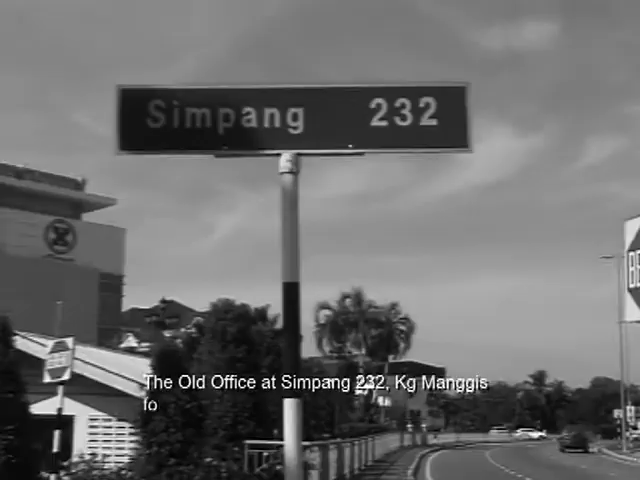 Simpang 232
The Old Office at Simpang 232, Kg Manggis
lo